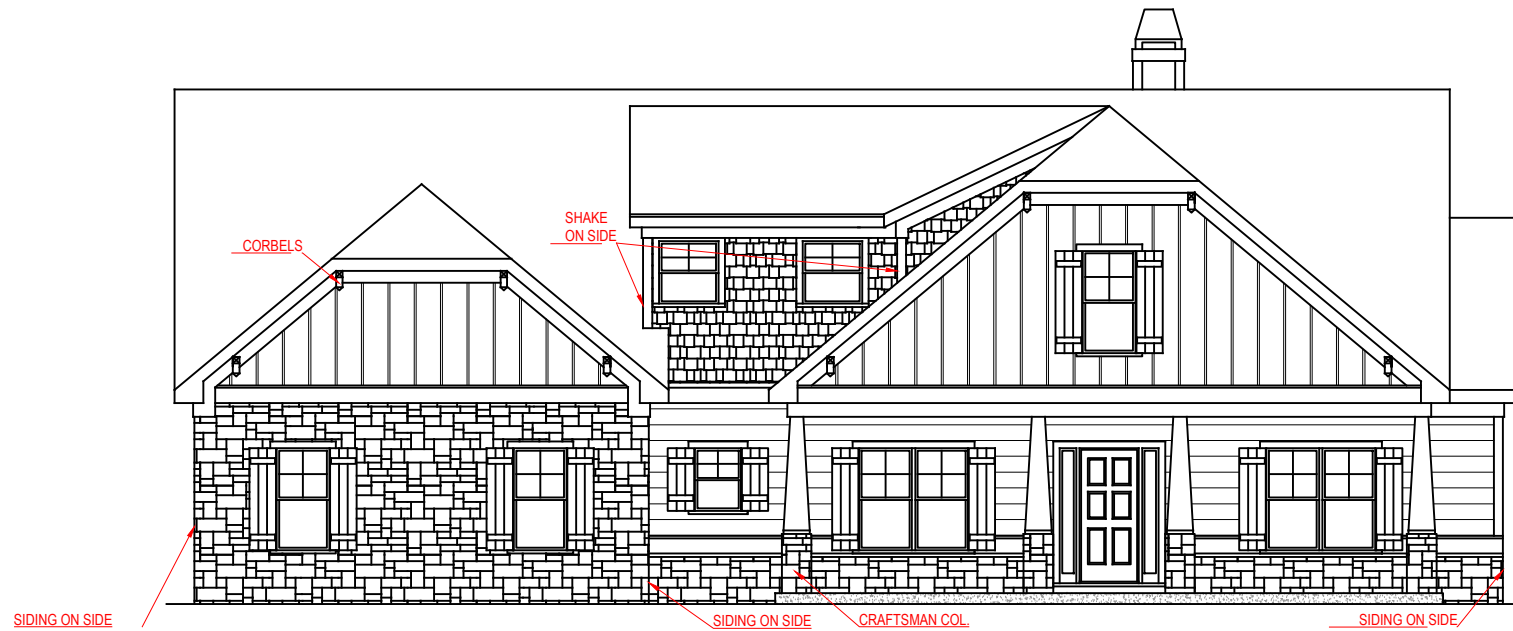 SHAKE
ON SIDE
CORBELS
SIDING ON SIDE
SIDING ON SIDE
CRAFTSMAN COL.
SIDING ON SIDE